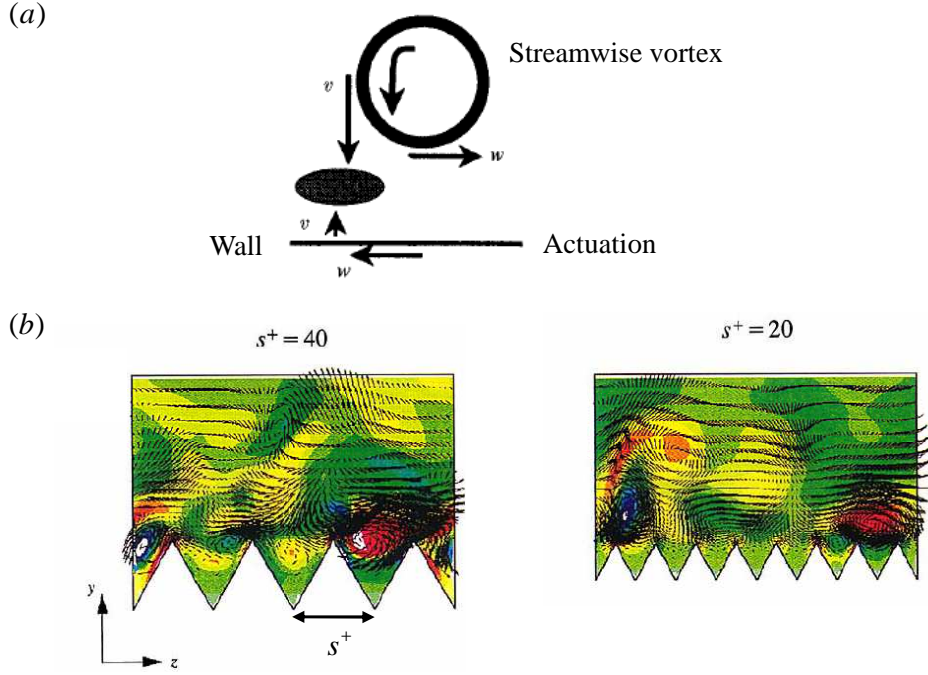 (a)
Streamwise vortex
v
w
v
Wall
Actuation
w
(b)
s⁺ = 40
s⁺ = 20
y
z
s⁺